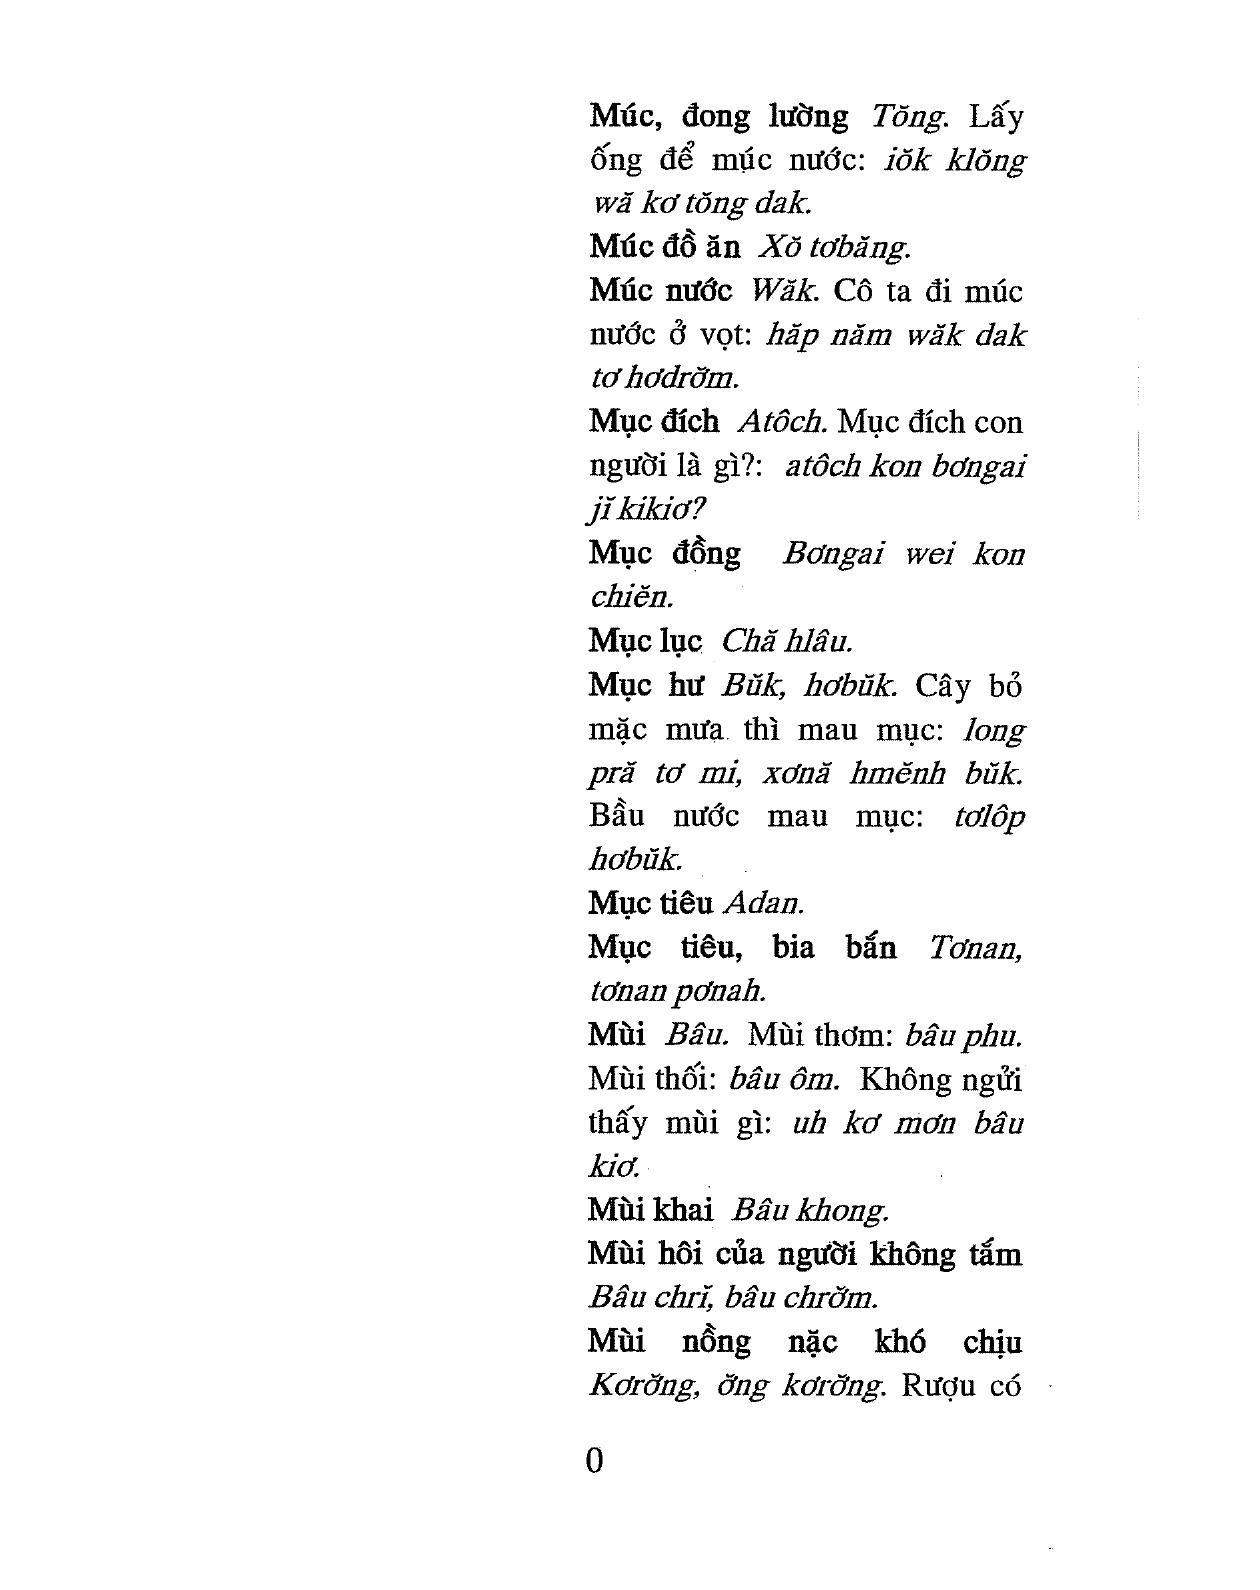 Múc, đong lường Tŏng. Lấy
ống để múc nước: iŏk klŏng
wă kơ tŏng dak.
Múc đồ ăn Xŏ tơbăng.
Múc nước Wăk. Cô ta đi múc
nước ở vọt: hăp năm wăk dak
tơ hơdrơ̆m.
Mục đích Atôch. Mục đích con
người là gì?: atôch kon bơngai
jĭ kikiơ?
Mục đồng Bơngai wei kon
chiĕn.
Mục lục Chă hlâu.
Mục hư Bŭk, hơbŭk. Cây bỏ
mặc mưa thì mau mục: long
pră tơ mi, xơnă hmĕnh bŭk.
Bầu nước mau mục: tơlôp
hơbŭk.
Mục tiêu Adan.
Mục tiêu, bia bắn Tơnan,
tơnan pơnah.
Mùi Bâu. Mùi thơm: bâu phu.
Mùi thối: bâu ôm. Không ngửi
thấy mùi gì: uh kơ mơn bâu
kiơ.
Mùi khai Bâu khong.
Mùi hôi của người không tắm
Bâu chrĭ, bâu chrơ̆m.
Mùi nồng nặc khó chịu
Kơrơ̆ng, ơ̆ng kơrơ̆ng. Rượu có
0